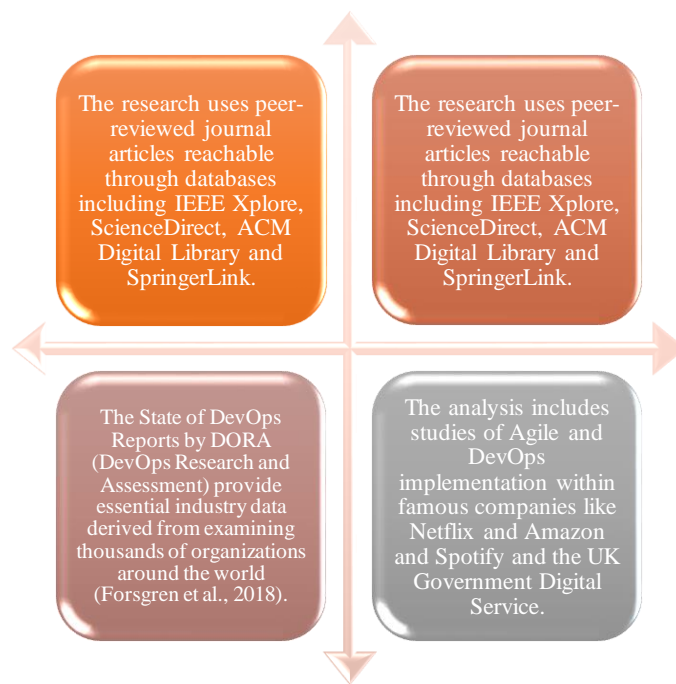 The research uses peer-
reviewed journal
articles reachable
through databases
including IEEE Xplore,
ScienceDirect, ACM
Digital Library and
SpringerLink.
The research uses peer-
reviewed journal
articles reachable
through databases
including IEEE Xplore,
ScienceDirect, ACM
Digital Library and
SpringerLink.
The State of DevOps
Reports by DORA
(DevOps Research and
Assessment) provide
essential industry data
derived from examining
thousands of organizations
around the world
(Forsgren et al., 2018).
The analysis includes
studies of Agile and
DevOps
implementation within
famous companies like
Netflix and Amazon
and Spotify and the UK
Government Digital
Service.